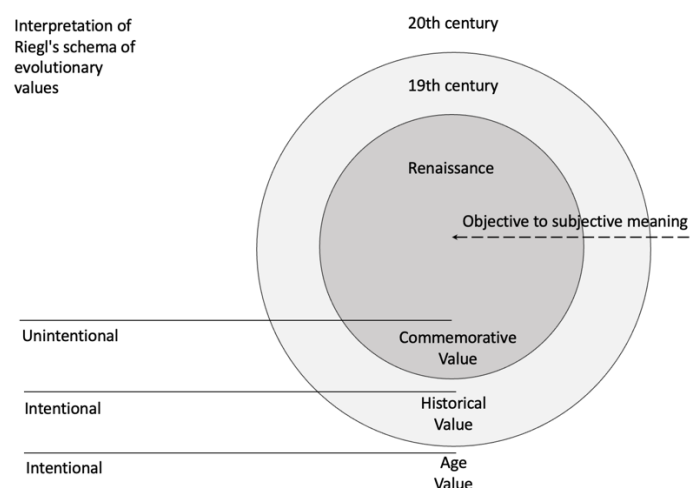 Interpretation of
Riegl's schema of
evolutionary
values
20th century
19th century
Renaissance
Objective to subjective meaning
Unintentional
Commemorative
Value
Intentional
Historical
Value
Intentional
Age
Value